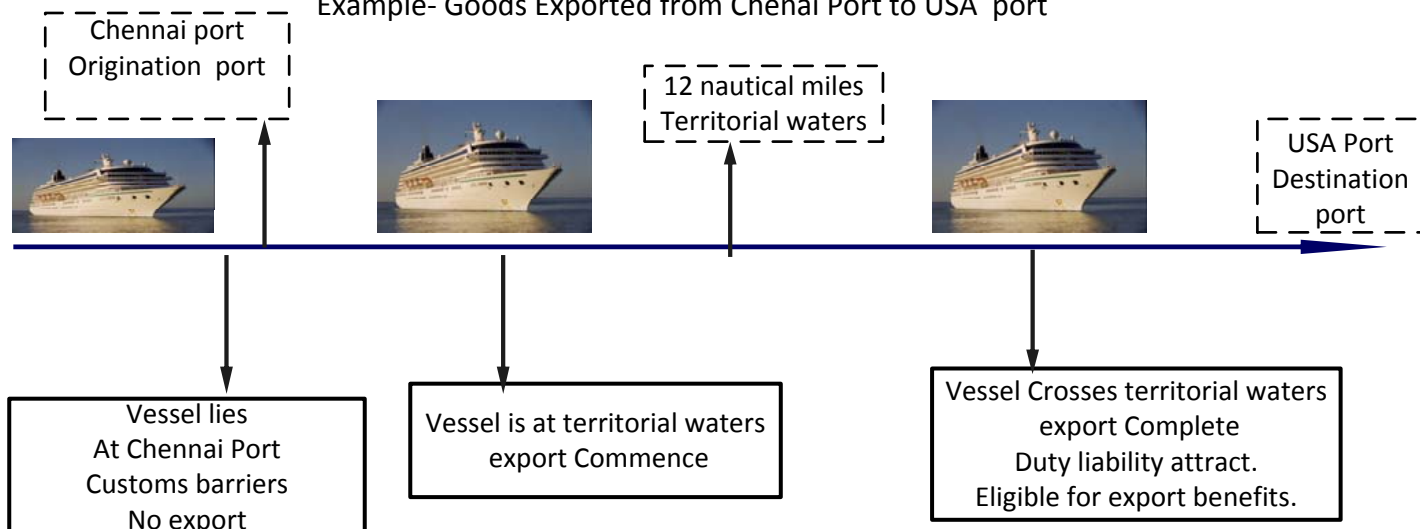 Example- Goods Exported from Chenai Port to USA  port
Chennai port
Origination  port
12 nautical miles
Territorial waters
USA Port
Destination
port
Vessel lies
At Chennai Port
Customs barriers
No export
Vessel is at territorial waters
export Commence
Vessel Crosses territorial waters
export Complete
Duty liability attract.
Eligible for export benefits.